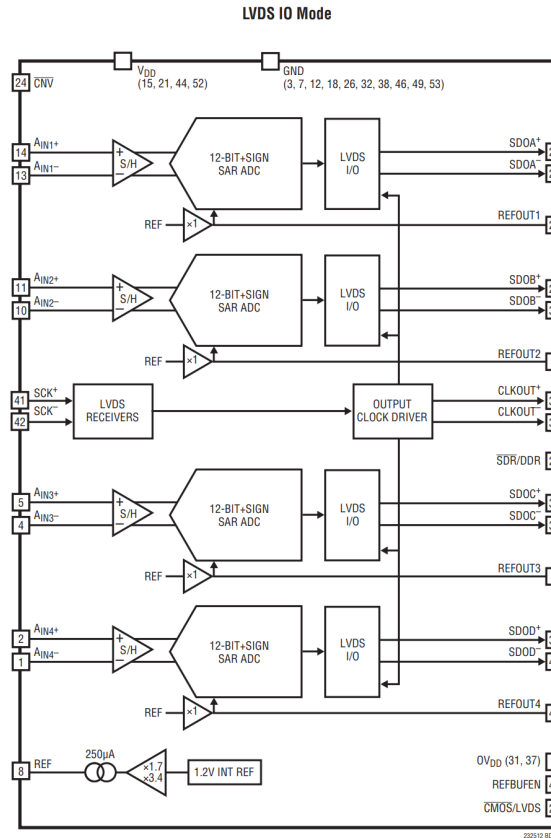 LVDS IO Mode
VDD
(15, 21, 44, 52)
GND
(3, 7, 12, 18, 26, 32, 38, 46, 49, 53)
24 CNV
14 AIN1+
13 AIN1–
+
S/H
–
12-BIT+SIGN
SAR ADC
LVDS
I/O
SDOA+
SDOA–
REF ×1
REFOUT1
11 AIN2+
10 AIN2–
+
S/H
–
12-BIT+SIGN
SAR ADC
LVDS
I/O
SDOB+
SDOB–
REF ×1
REFOUT2
41 SCK+
42 SCK–
LVDS
RECEIVERS
OUTPUT
CLOCK DRIVER
CLKOUT+
CLKOUT–
SDR/DDR
5 AIN3+
4 AIN3–
+
S/H
–
12-BIT+SIGN
SAR ADC
LVDS
I/O
SDOC+
SDOC–
REF ×1
REFOUT3
2 AIN4+
1 AIN4–
+
S/H
–
12-BIT+SIGN
SAR ADC
LVDS
I/O
SDOD+
SDOD–
REF ×1
REFOUT4
8 REF
250µA
×1.7
×3.4
1.2V INT REF
OVDD (31, 37)
REFBUFEN
CMOS/LVDS
232512